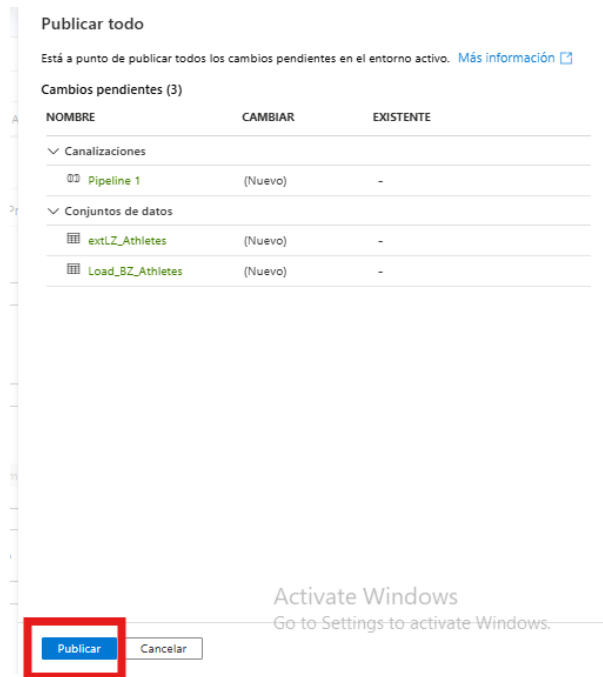 Publicar todo
Está a punto de publicar todos los cambios pendientes en el entorno activo. Más información
Cambios pendientes (3)
NOMBRE CAMBIAR EXISTENTE
Canalizaciones
Pipeline 1 (Nuevo) -
Conjuntos de datos
extLZ_Athletes (Nuevo) -
Load_BZ_Athletes (Nuevo) -
Activate Windows
Go to Settings to activate Windows.
Publicar Cancelar